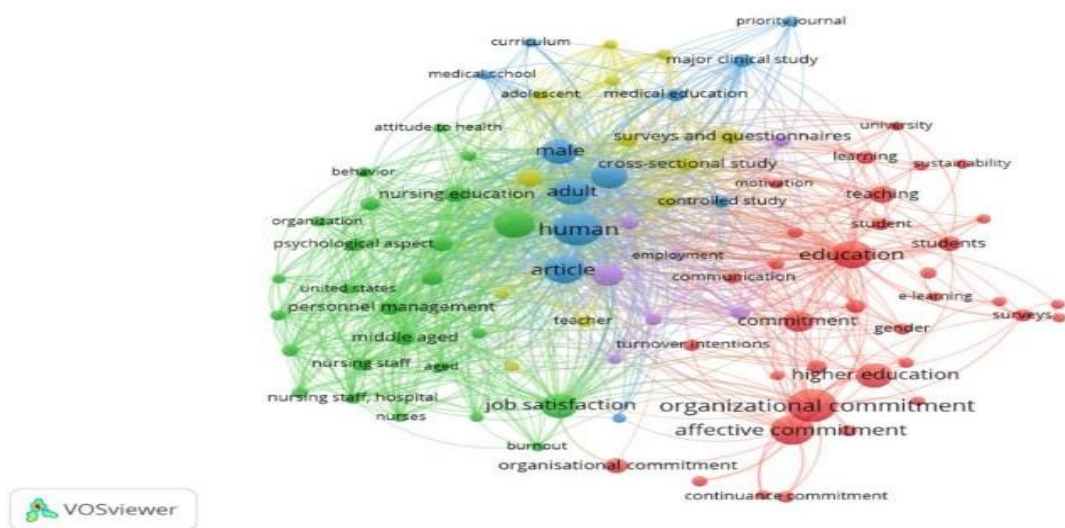 priority journal
curriculum
major clinical study
medical school
adolescent
medical education
attitude to health
university
surveys and questionnaires
male
learning
cross-sectional study
sustainability
behavior
motivation
nursing education
adult
teaching
controlled study
organization
student
human
psychological aspect
students
employment
education
article
communication
united states
e-learning
personnel management
surveys
teacher
commitment
gender
middle aged
turnover intentions
nursing staff
aged
higher education
nursing staff, hospital
job satisfaction
organizational commitment
nurses
affective commitment
burnout
organisational commitment
continuance commitment
VOSviewer